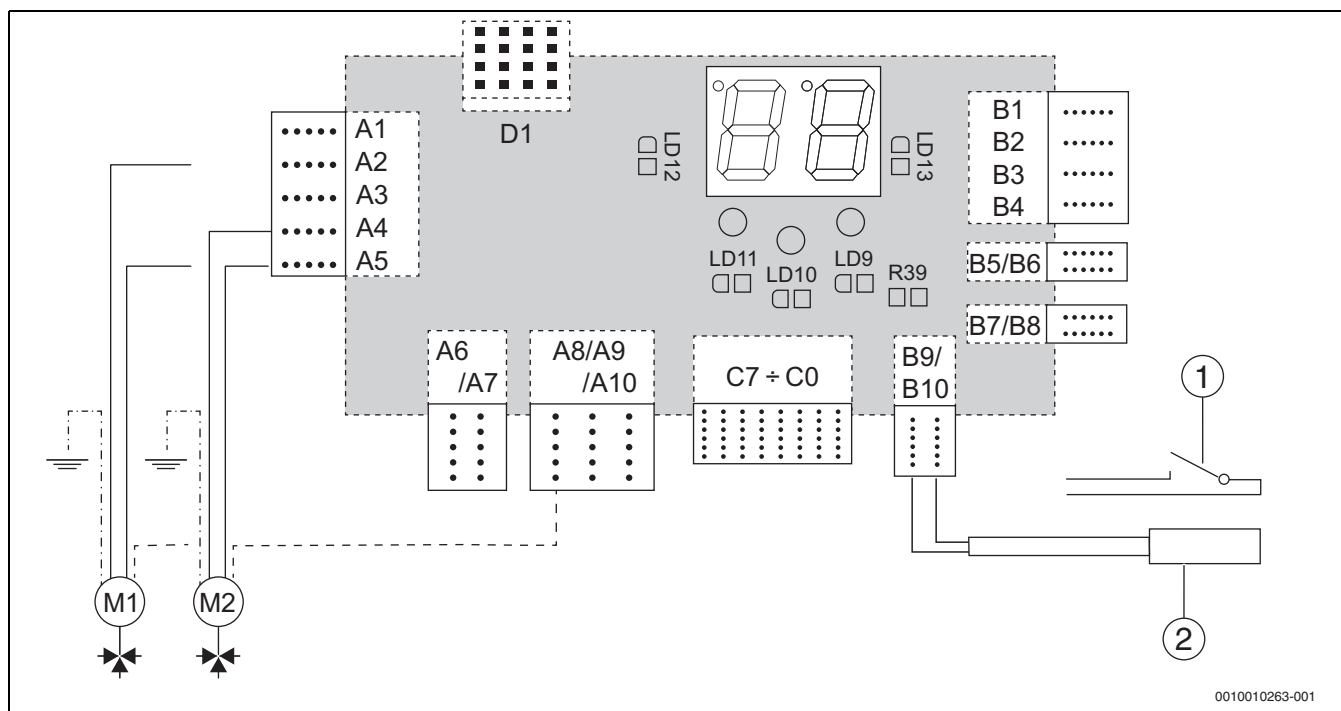 D1
A1
A2
A3
A4
A5
LD12
LD13
LD11
LD10
LD9
R39
B1
B2
B3
B4
B5/B6
B7/B8
A6
/A7
A8/A9
/A10
C7 ÷ C0
B9/
B10
1
2
M1
M2
0010010263-001